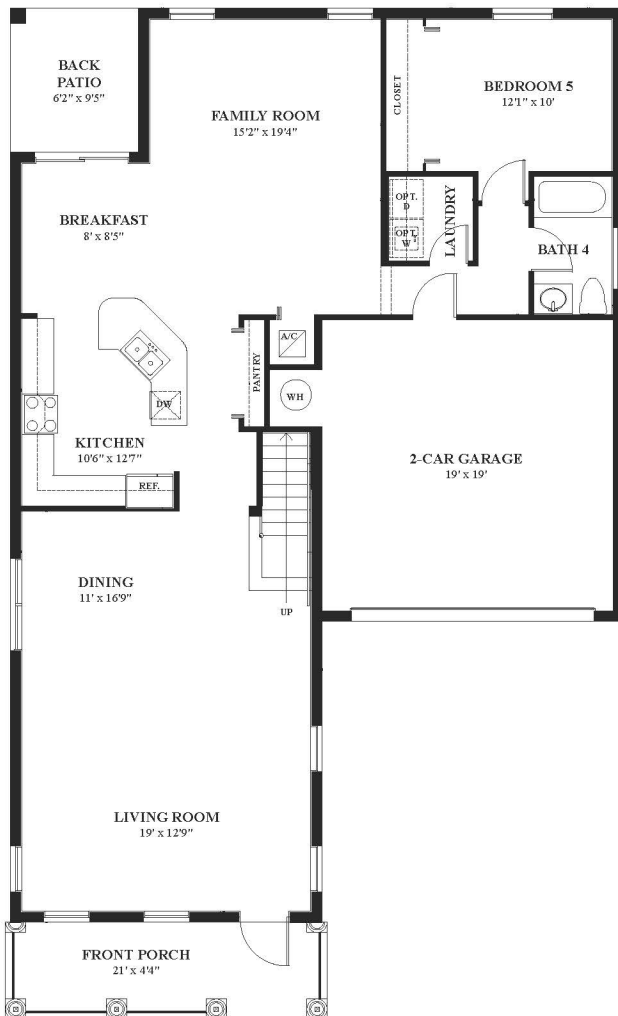 BACK
PATIO
6'2" x 9'5"
FAMILY ROOM
15'2" x 19'4"
CLOSET
BEDROOM 5
12'1" x 10'
OPT.
D
OPT.
W
LAUNDRY
BATH 4
BREAKFAST
8' x 8'5"
A/C
PANTRY
WH
DW
KITCHEN
10'6" x 12'7"
REF.
2-CAR GARAGE
19' x 19'
DINING
11' x 16'9"
UP
LIVING ROOM
19' x 12'9"
FRONT PORCH
21' x 4'4"